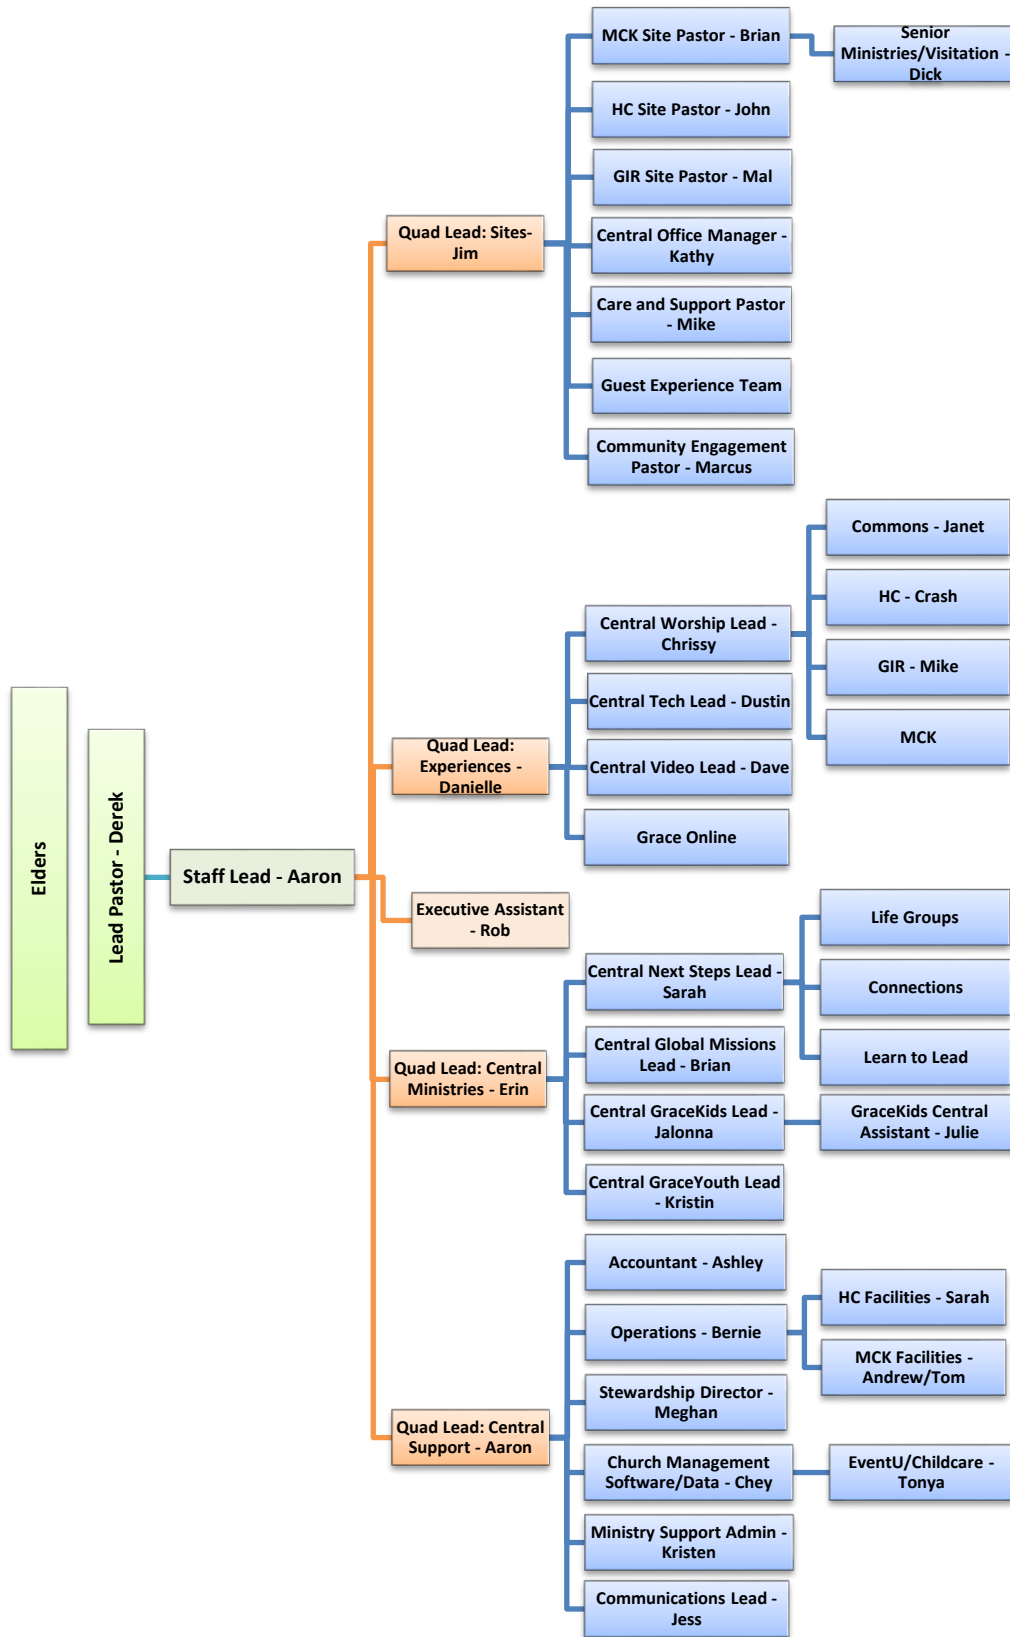 Elders
Lead Pastor - Derek
Staff Lead - Aaron
Quad Lead: Sites-
Jim
MCK Site Pastor - Brian
Senior
Ministries/Visitation -
Dick
HC Site Pastor - John
GIR Site Pastor - Mal
Central Office Manager -
Kathy
Care and Support Pastor
- Mike
Guest Experience Team
Community Engagement
Pastor - Marcus
Quad Lead:
Experiences -
Danielle
Central Worship Lead -
Chrissy
Commons - Janet
HC - Crash
GIR - Mike
MCK
Central Tech Lead - Dustin
Central Video Lead - Dave
Grace Online
Executive Assistant
- Rob
Quad Lead: Central
Ministries - Erin
Central Next Steps Lead -
Sarah
Life Groups
Connections
Learn to Lead
Central Global Missions
Lead - Brian
Central GraceKids Lead -
Jalonna
GraceKids Central
Assistant - Julie
Central GraceYouth Lead
- Kristin
Quad Lead: Central
Support - Aaron
Accountant - Ashley
Operations - Bernie
HC Facilities - Sarah
MCK Facilities -
Andrew/Tom
Stewardship Director -
Meghan
Church Management
Software/Data - Chey
EventU/Childcare -
Tonya
Ministry Support Admin -
Kristen
Communications Lead -
Jess